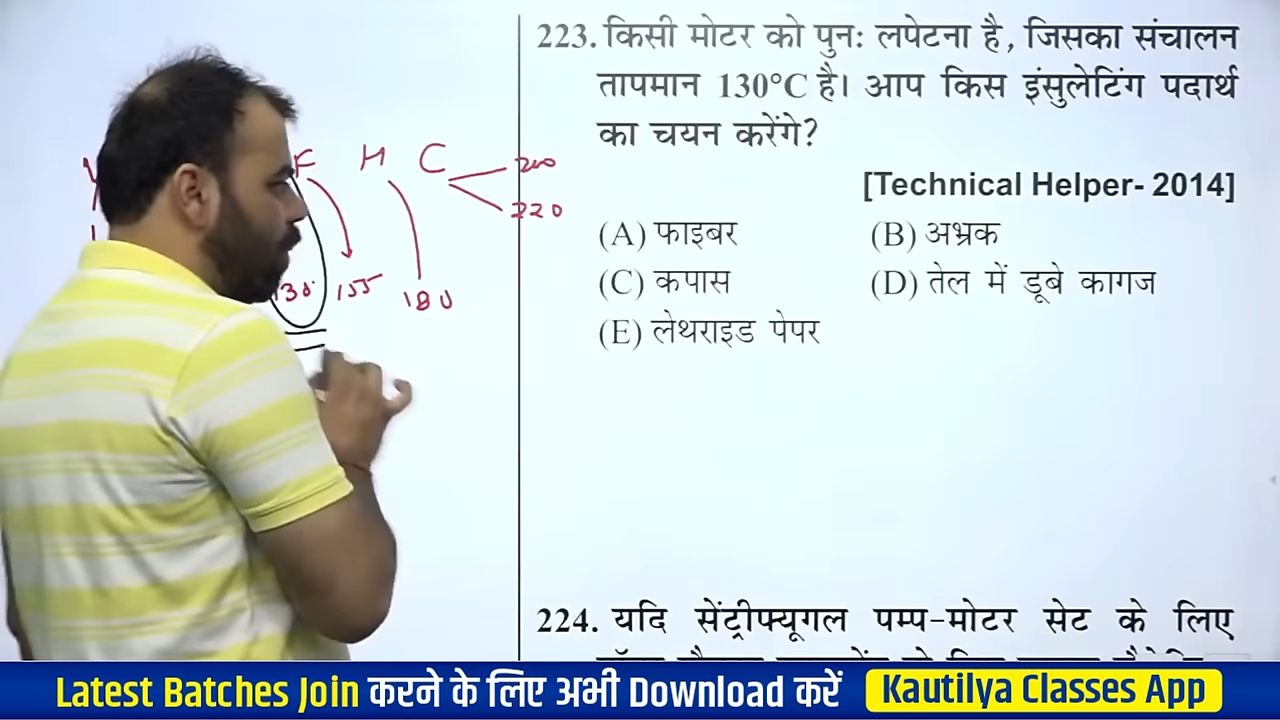 F H C 200
220
130 155 180
223. किसी मोटर को पुनः लपेटना है, जिसका संचालन
तापमान 130°C है। आप किस इंसुलेटिंग पदार्थ
का चयन करेंगे?
[Technical Helper- 2014]
(A) फाइबर (B) अभ्रक
(C) कपास (D) तेल में डूबे कागज
(E) लेथराइड पेपर
224. यदि सेंट्रीफ्यूगल पम्प-मोटर सेट के लिए
Latest Batches Join करने के लिए अभी Download करें Kautilya Classes App